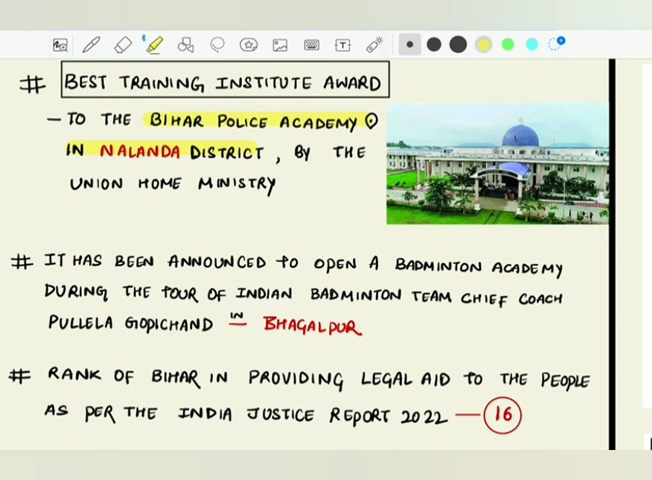 # BEST TRAINING INSTITUTE AWARD
- TO THE BIHAR POLICE ACADEMY
IN NALANDA DISTRICT, BY THE
UNION HOME MINISTRY
# IT HAS BEEN ANNOUNCED TO OPEN A BADMINTON ACADEMY
DURING THE TOUR OF INDIAN BADMINTON TEAM CHIEF COACH
PULLELA GOPICHAND IN BHAGALPUR
# RANK OF BIHAR IN PROVIDING LEGAL AID TO THE PEOPLE
AS PER THE INDIA JUSTICE REPORT 2022 — 16